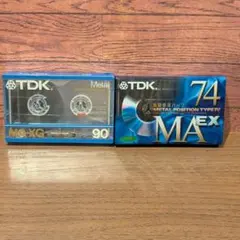 TDK
Metal
MA-XG
90
TDK
74
METAL POSITION TYPE IV
MA EX